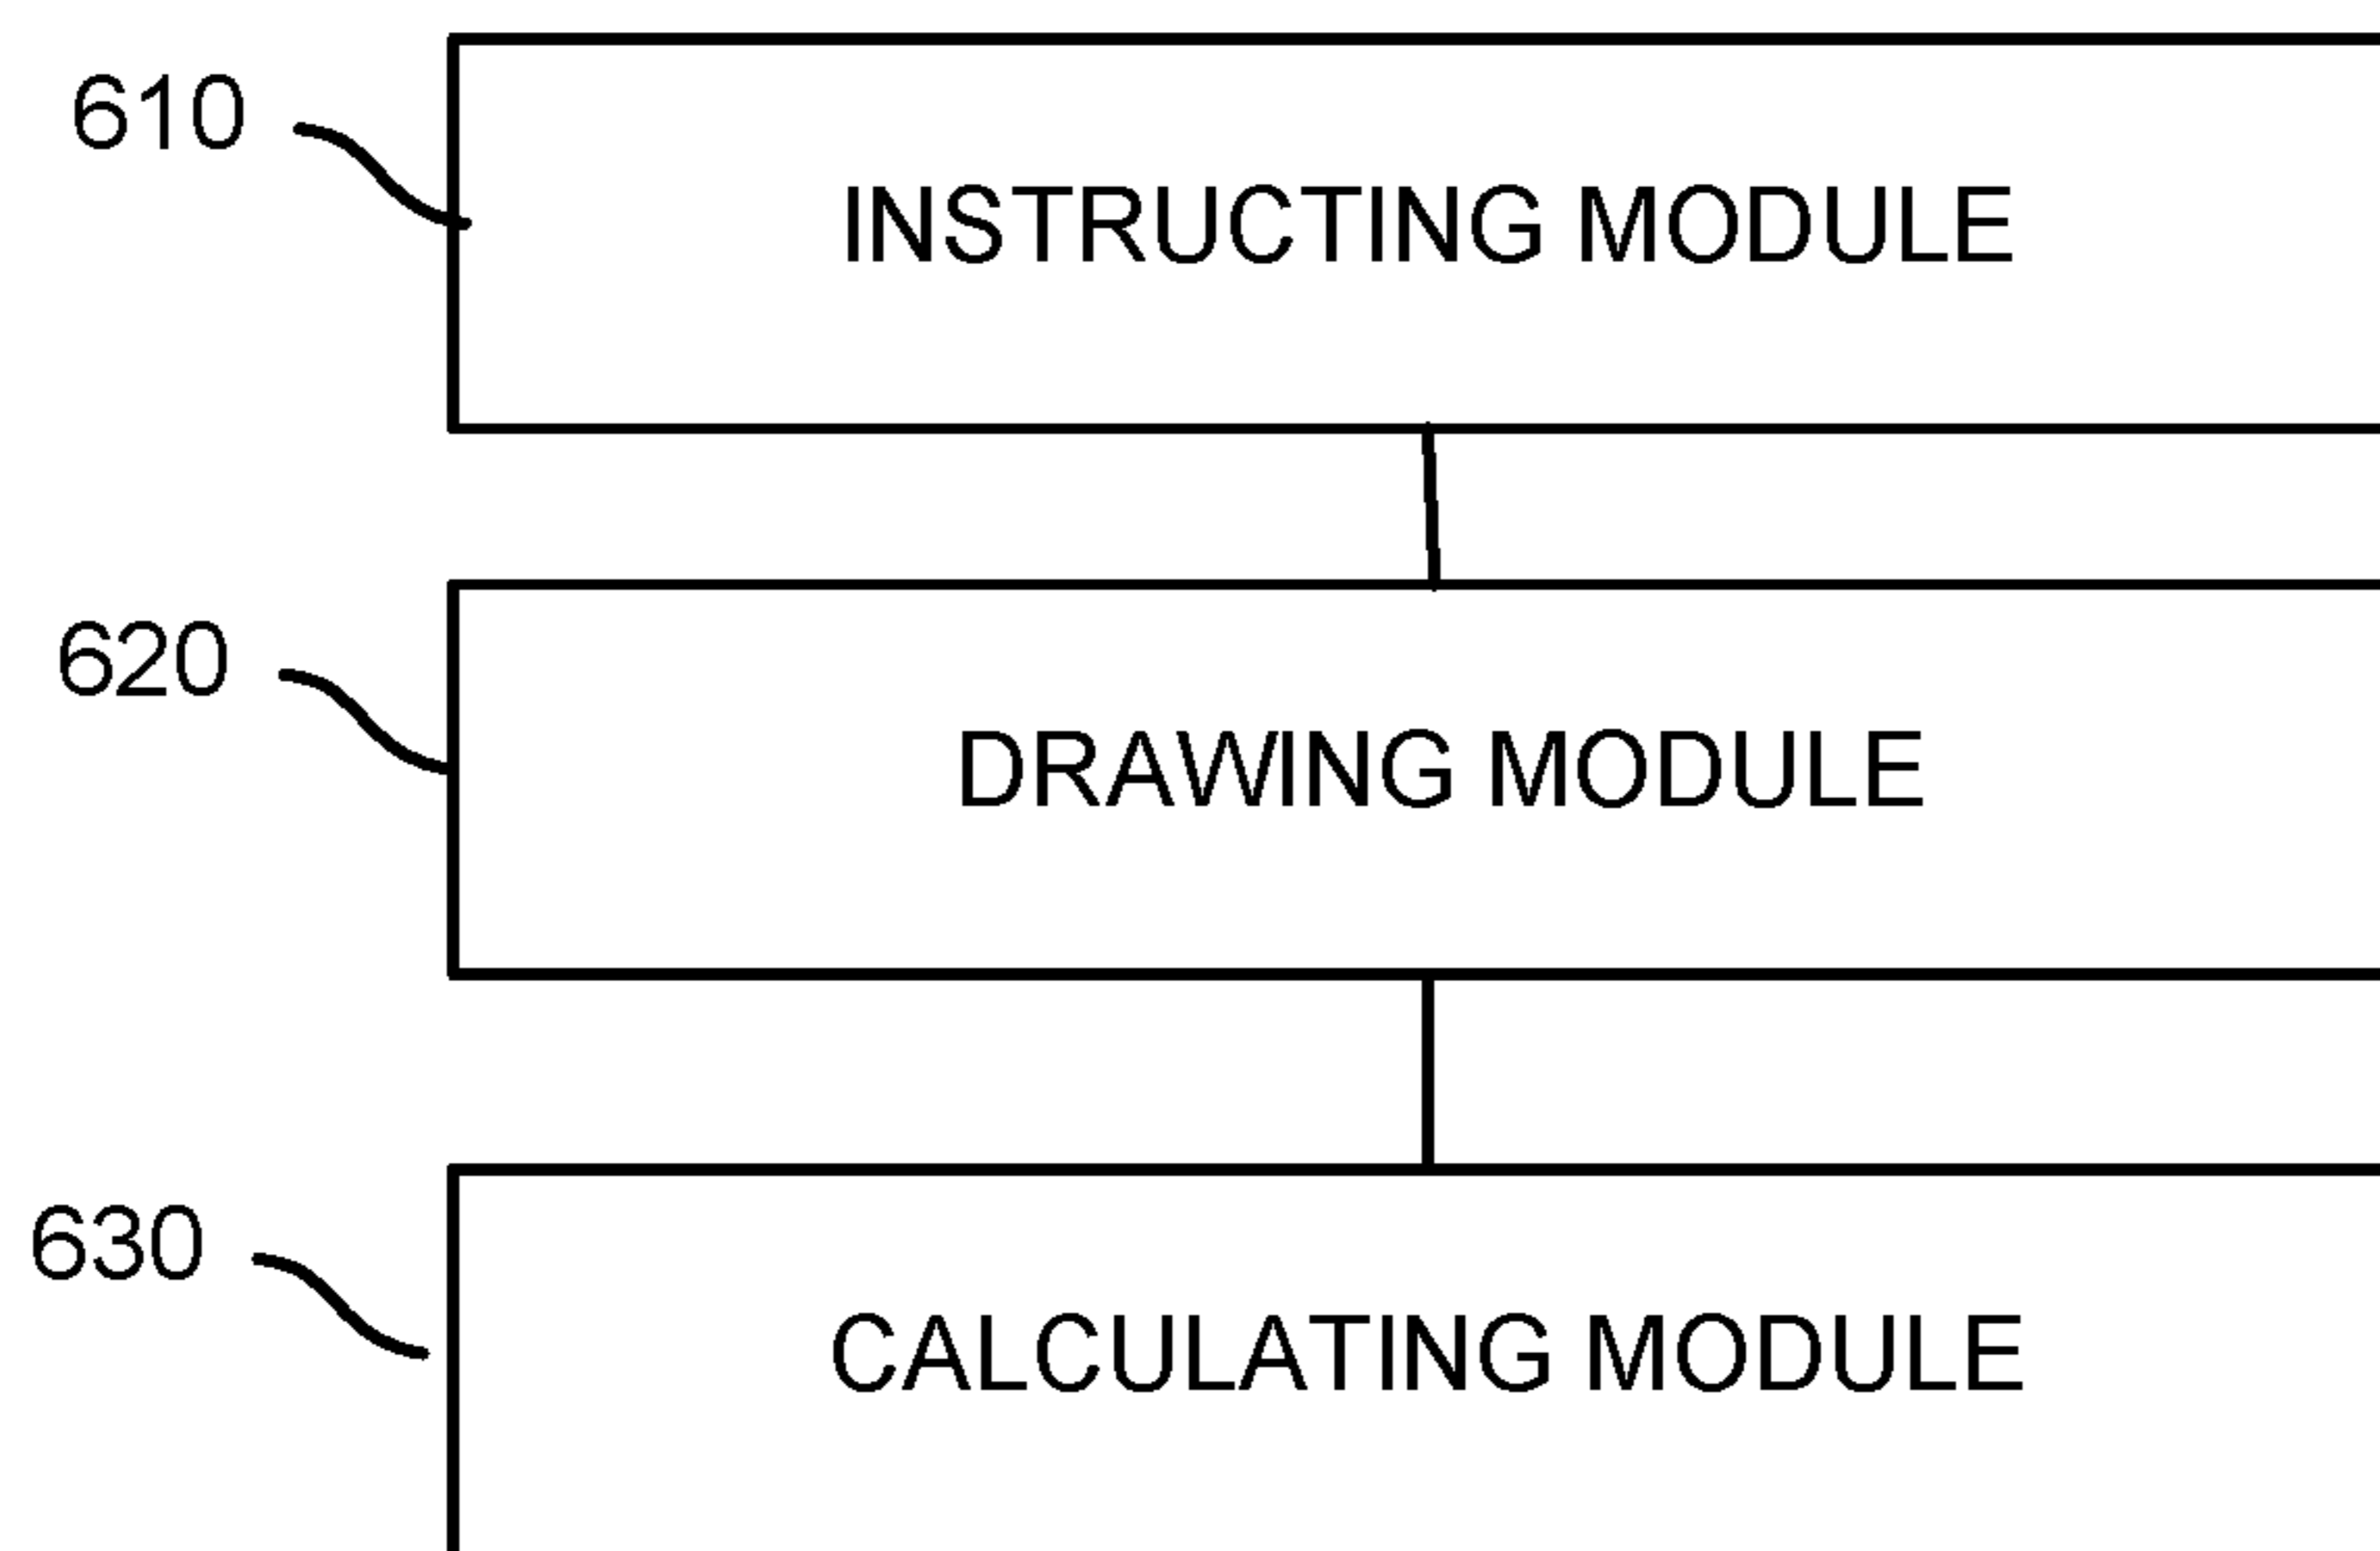 610
INSTRUCTING MODULE
620
DRAWING MODULE
630
CALCULATING MODULE